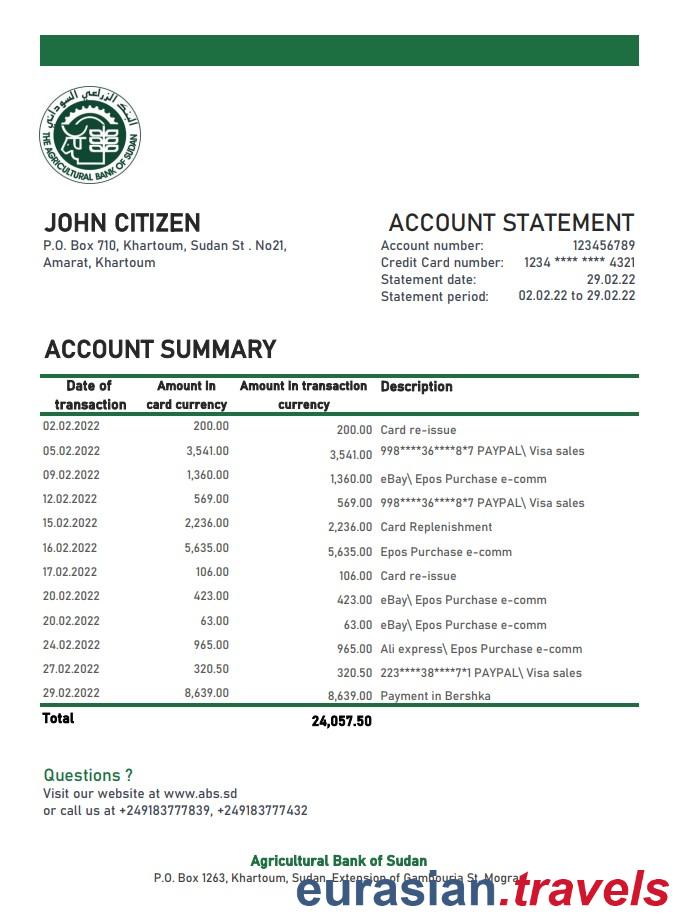 البنك الزراعي السوداني
THE AGRICULTURAL BANK OF SUDAN
JOHN CITIZEN
P.O. Box 710, Khartoum, Sudan St . No21,
Amarat, Khartoum
ACCOUNT STATEMENT
Account number: 123456789
Credit Card number: 1234 **** **** 4321
Statement date: 29.02.22
Statement period: 02.02.22 to 29.02.22
ACCOUNT SUMMARY
Date of Amount in Amount in transaction Description
transaction card currency currency
02.02.2022 200.00 200.00 Card re-issue
05.02.2022 3,541.00 3,541.00 998****36****8*7 PAYPAL\ Visa sales
09.02.2022 1,360.00 1,360.00 eBay\ Epos Purchase e-comm
12.02.2022 569.00 569.00 998****36****8*7 PAYPAL\ Visa sales
15.02.2022 2,236.00 2,236.00 Card Replenishment
16.02.2022 5,635.00 5,635.00 Epos Purchase e-comm
17.02.2022 106.00 106.00 Card re-issue
20.02.2022 423.00 423.00 eBay\ Epos Purchase e-comm
20.02.2022 63.00 63.00 eBay\ Epos Purchase e-comm
24.02.2022 965.00 965.00 Ali express\ Epos Purchase e-comm
27.02.2022 320.50 320.50 223****38****7*1 PAYPAL\ Visa sales
29.02.2022 8,639.00 8,639.00 Payment in Bershka
Total 24,057.50
Questions ?
Visit our website at www.abs.sd
or call us at +249183777839, +249183777432
Agricultural Bank of Sudan
P.O. Box 1263, Khartoum, Sudan, Extension of Gamhouria St, Mogran
eurasian.travels